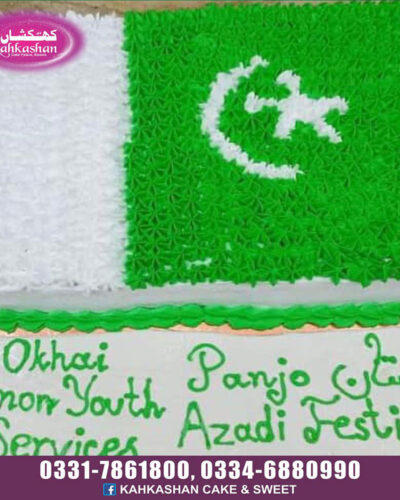 کہکشاں
Kahkashan
Okhai Panjo
mon Youth Azadi Festi
Services
0331-7861800, 0334-6880990
KAHKASHAN CAKE & SWEET